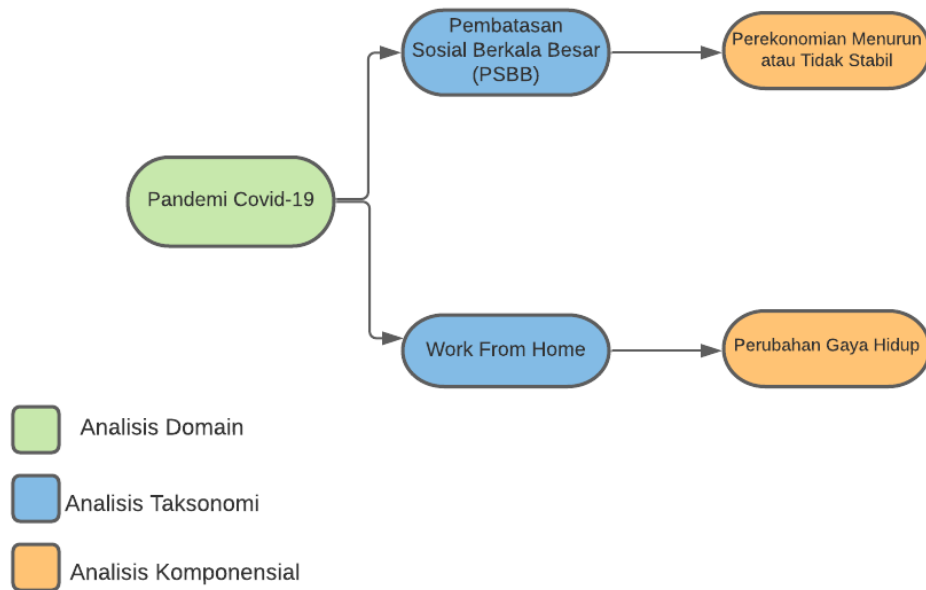 Pembatasan
Sosial Berkala Besar
(PSBB)
Perekonomian Menurun
atau Tidak Stabil
Pandemi Covid-19
Work From Home
Perubahan Gaya Hidup
Analisis Domain
Analisis Taksonomi
Analisis Komponensial